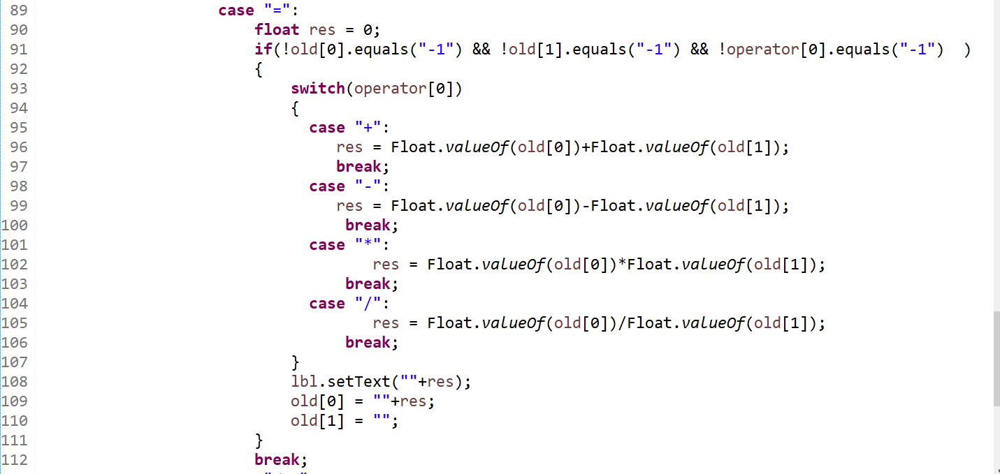 89 case "=":
90 float res = 0;
91 if(!old[0].equals("-1") && !old[1].equals("-1") && !operator[0].equals("-1")  )
92 {
93 switch(operator[0])
94 {
95 case "+":
96 res = Float.valueOf(old[0])+Float.valueOf(old[1]);
97 break;
98 case "-":
99 res = Float.valueOf(old[0])-Float.valueOf(old[1]);
100 break;
101 case "*":
102 res = Float.valueOf(old[0])*Float.valueOf(old[1]);
103 break;
104 case "/":
105 res = Float.valueOf(old[0])/Float.valueOf(old[1]);
106 break;
107 }
108 lbl.setText(""+res);
109 old[0] = ""+res;
110 old[1] = "";
111 }
112 break;